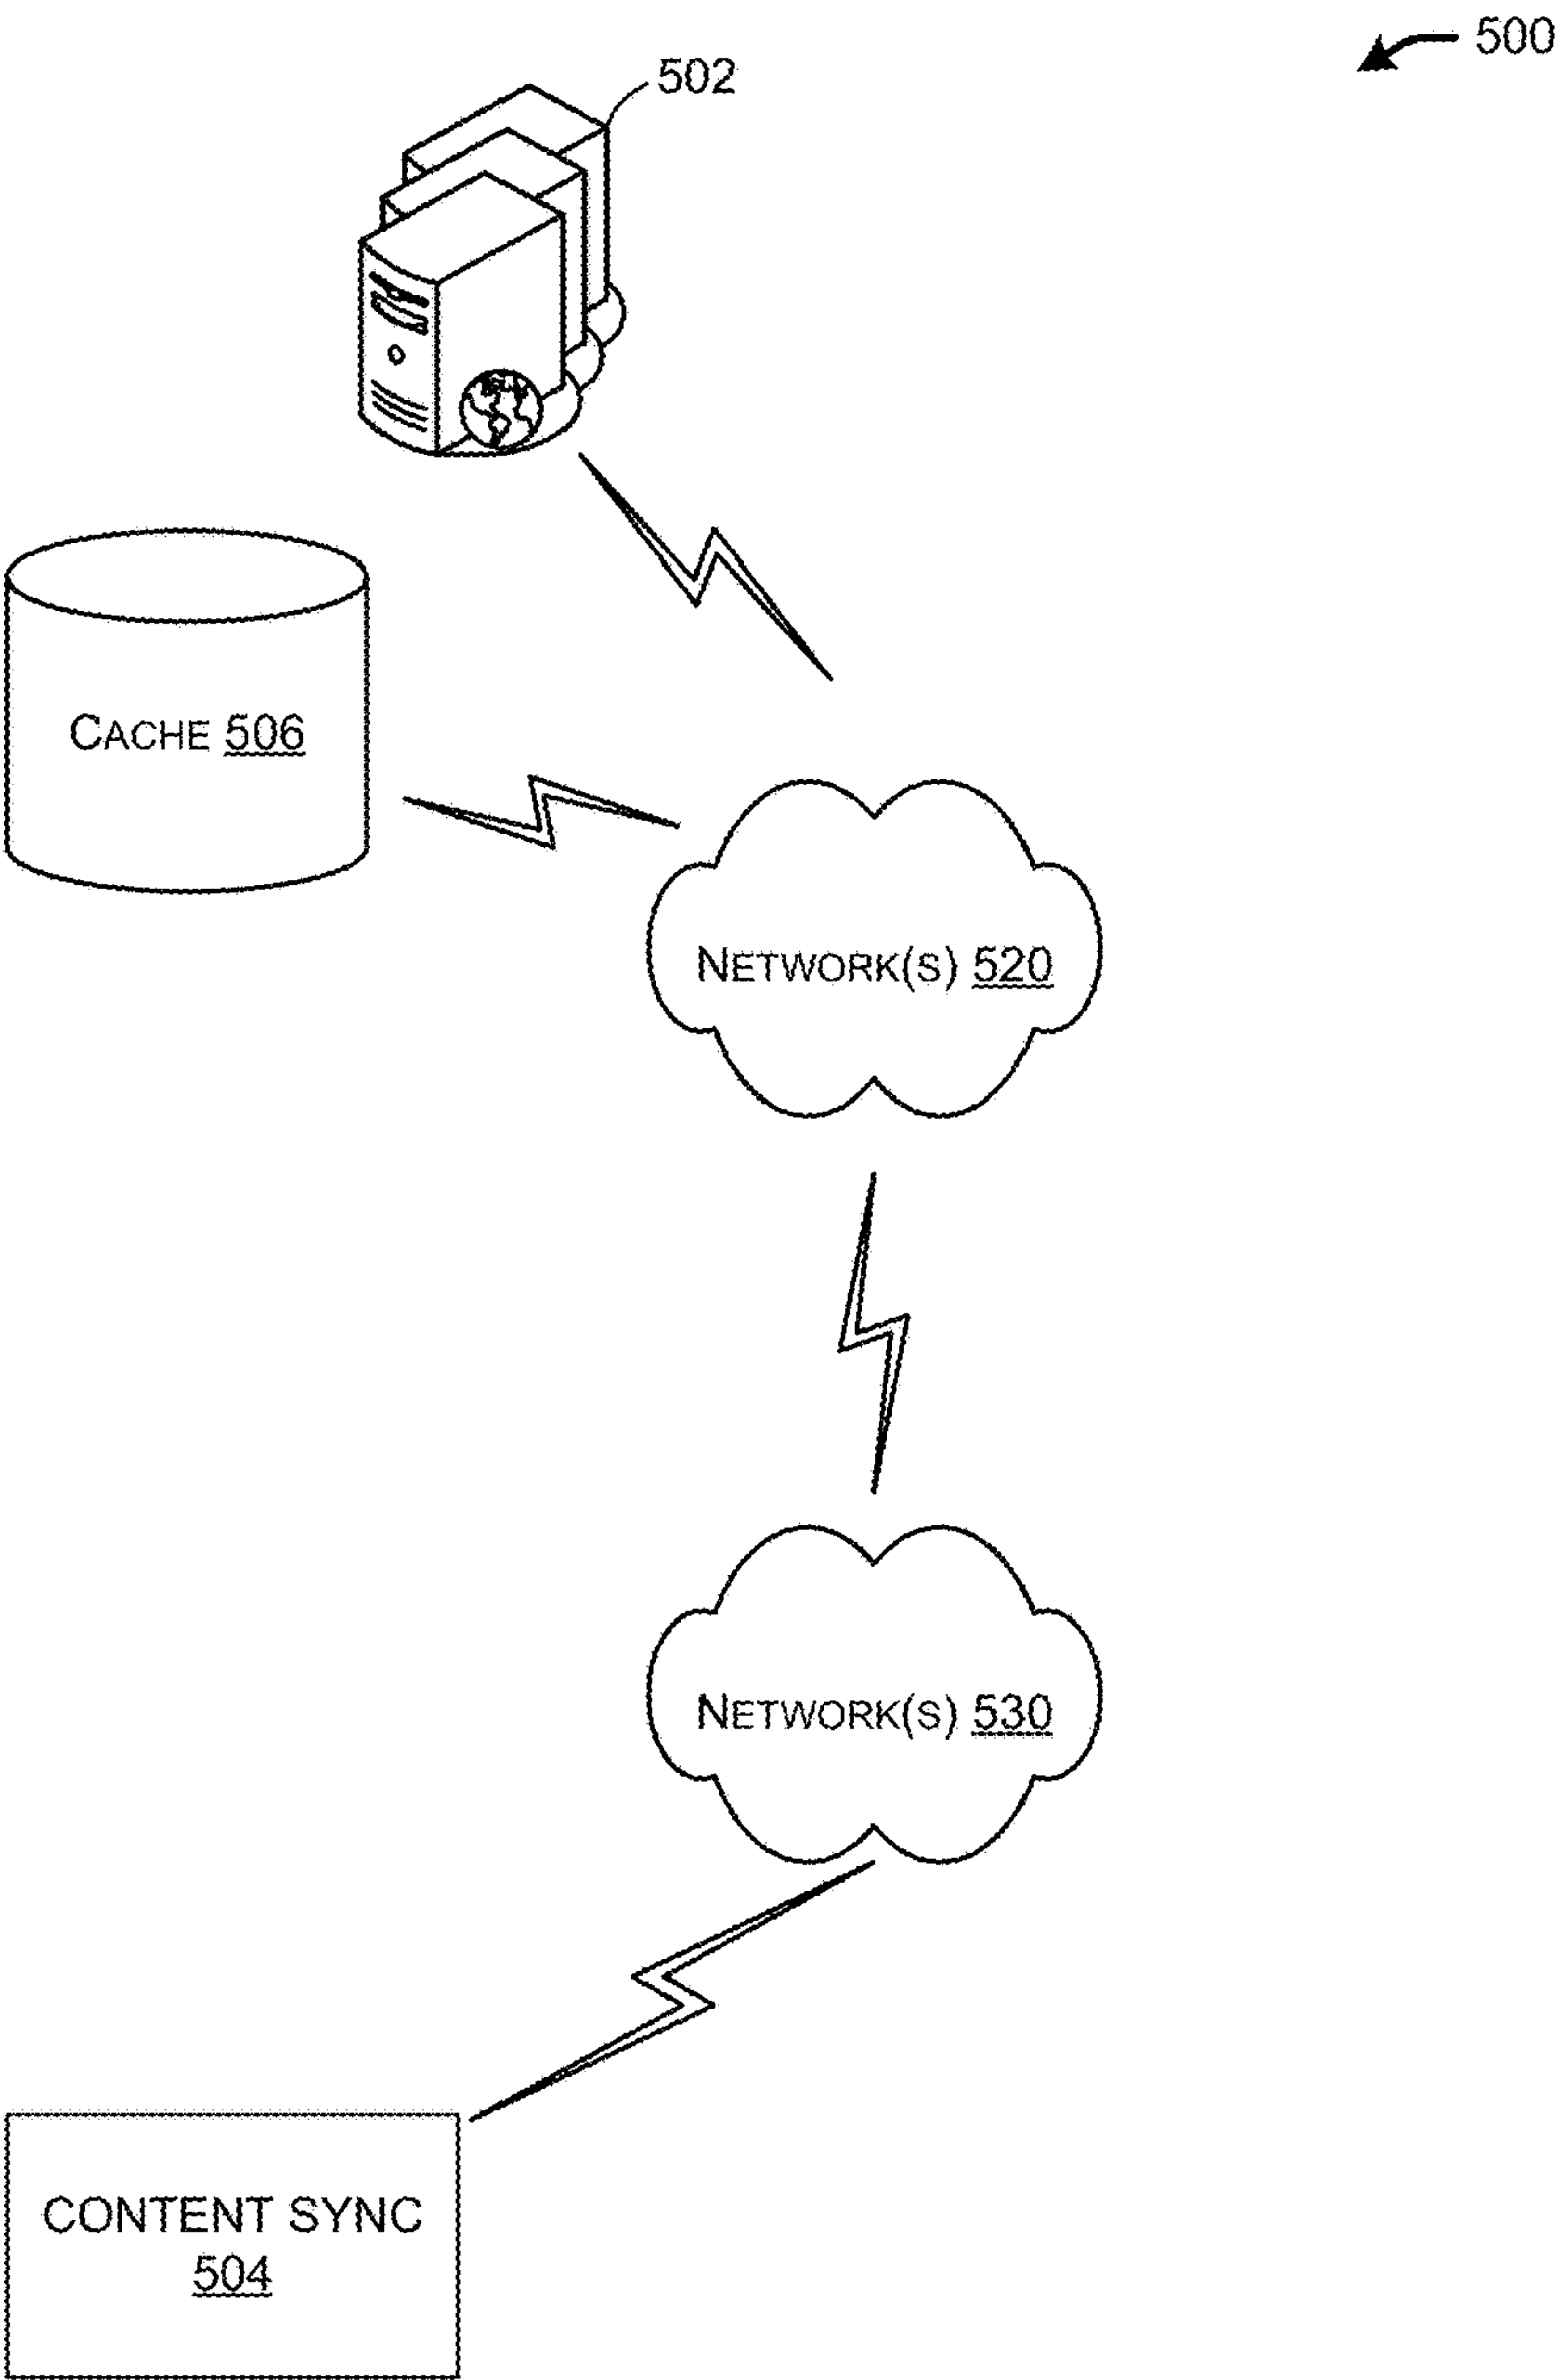 500
502
CACHE 506
NETWORK(S) 520
NETWORK(S) 530
CONTENT SYNC
504